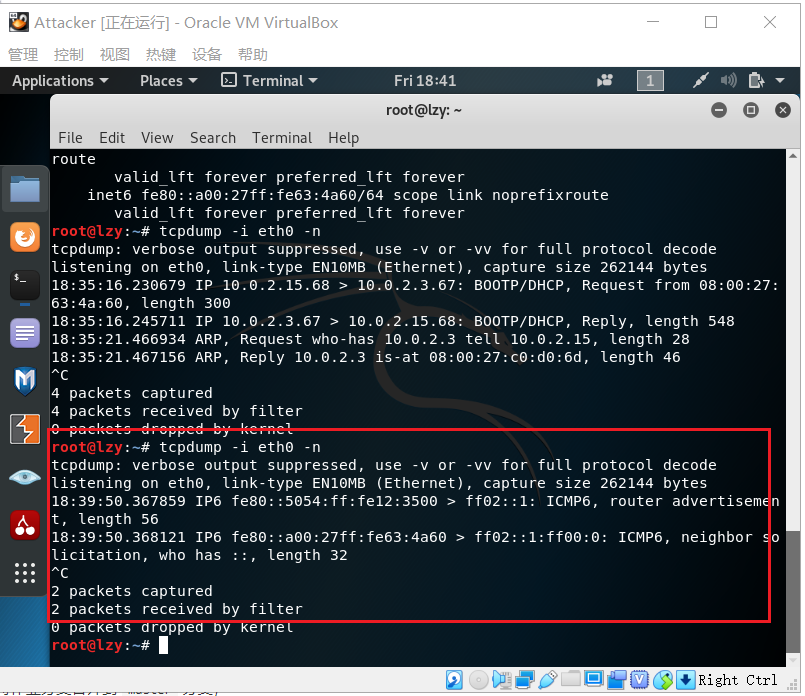 Attacker [正在运行] - Oracle VM VirtualBox
管理 控制 视图 热键 设备 帮助
Applications Places Terminal Fri 18:41 1
root@lzy: ~
File Edit View Search Terminal Help
route
valid_lft forever preferred_lft forever
inet6 fe80::a00:27ff:fe63:4a60/64 scope link noprefixroute
valid_lft forever preferred_lft forever
root@lzy:~# tcpdump -i eth0 -n
tcpdump: verbose output suppressed, use -v or -vv for full protocol decode
listening on eth0, link-type EN10MB (Ethernet), capture size 262144 bytes
18:35:16.230679 IP 10.0.2.15.68 > 10.0.2.3.67: BOOTP/DHCP, Request from 08:00:27:
63:4a:60, length 300
18:35:16.245711 IP 10.0.2.3.67 > 10.0.2.15.68: BOOTP/DHCP, Reply, length 548
18:35:21.466934 ARP, Request who-has 10.0.2.3 tell 10.0.2.15, length 28
18:35:21.467156 ARP, Reply 10.0.2.3 is-at 08:00:27:c0:d0:6d, length 46
^C
4 packets captured
4 packets received by filter
0 packets dropped by kernel
root@lzy:~# tcpdump -i eth0 -n
tcpdump: verbose output suppressed, use -v or -vv for full protocol decode
listening on eth0, link-type EN10MB (Ethernet), capture size 262144 bytes
18:39:50.367859 IP6 fe80::5054:ff:fe12:3500 > ff02::1: ICMP6, router advertisemen
t, length 56
18:39:50.368121 IP6 fe80::a00:27ff:fe63:4a60 > ff02::1:ff00:0: ICMP6, neighbor so
licitation, who has ::, length 32
^C
2 packets captured
2 packets received by filter
0 packets dropped by kernel
root@lzy:~#
Right Ctrl